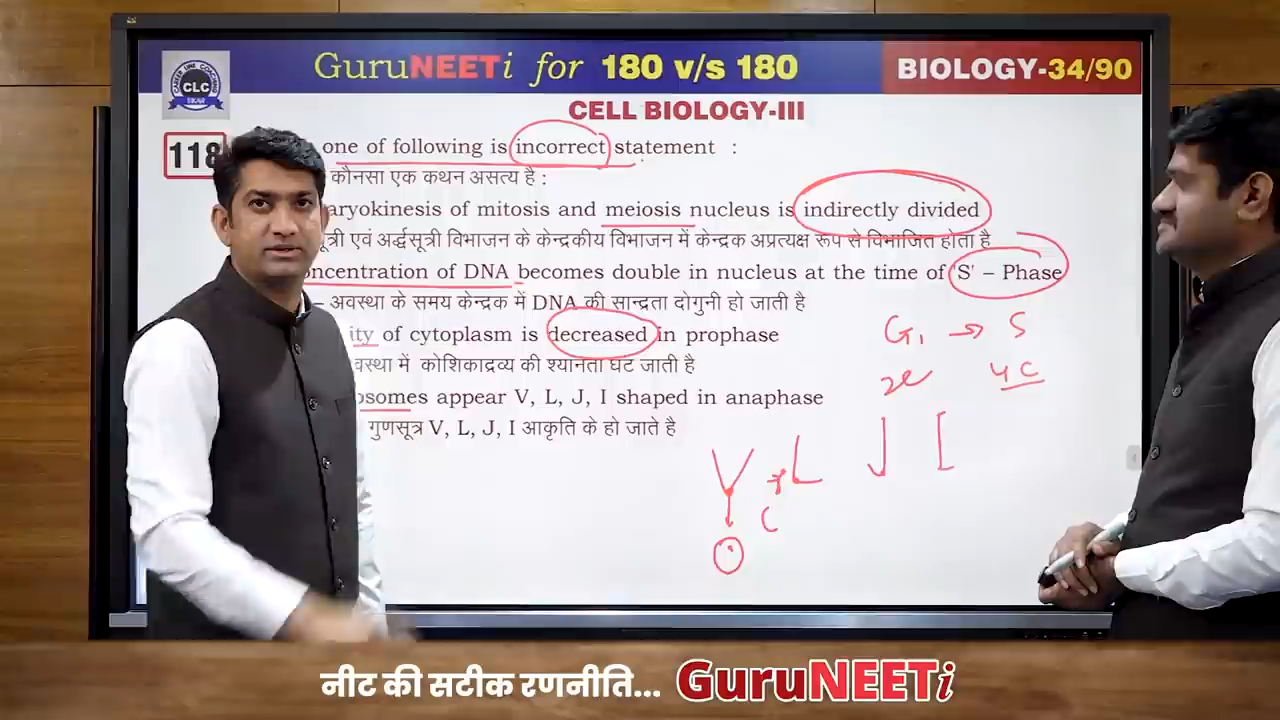 GuruNEETi for 180 v/s 180
BIOLOGY-34/90
CAREER LINE COACHING
CLC
SIKAR
CELL BIOLOGY-III
118
one of following is incorrect statement :
कौनसा एक कथन असत्य है :
aryokinesis of mitosis and meiosis nucleus is indirectly divided
सूत्री एवं अर्द्धसूत्री विभाजन के केन्द्रकीय विभाजन में केन्द्रक अप्रत्यक्ष रूप से विभाजित होता है
oncentration of DNA becomes double in nucleus at the time of 'S' – Phase
– अवस्था के समय केन्द्रक में DNA की सान्द्रता दोगुनी हो जाती है
ity of cytoplasm is decreased in prophase
वस्था में कोशिकाद्रव्य की श्यानता घट जाती है
osomes appear V, L, J, I shaped in anaphase
गुणसूत्र V, L, J, I आकृति के हो जाते है
G₁ → S
2C 4C
V L J
C
नीट की सटीक रणनीति... GuruNEETi